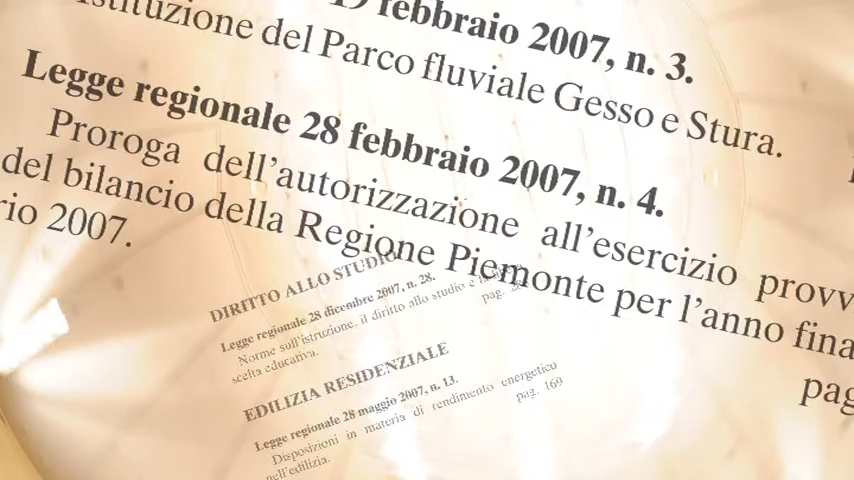 febbraio 2007, n. 3.
Istituzione del Parco fluviale Gesso e Stura.
Legge regionale 28 febbraio 2007, n. 4.
Proroga dell'autorizzazione all'esercizio provv
del bilancio della Regione Piemonte per l'anno fina
rio 2007.
pag
DIRITTO ALLO STUDIO
Legge regionale 28 dicembre 2007, n. 28.
Norme sull'istruzione, il diritto allo studio e la
scelta educativa.
pag.
EDILIZIA RESIDENZIALE
Legge regionale 28 maggio 2007, n. 13.
Disposizioni in materia di rendimento energetico
nell'edilizia.
pag. 169